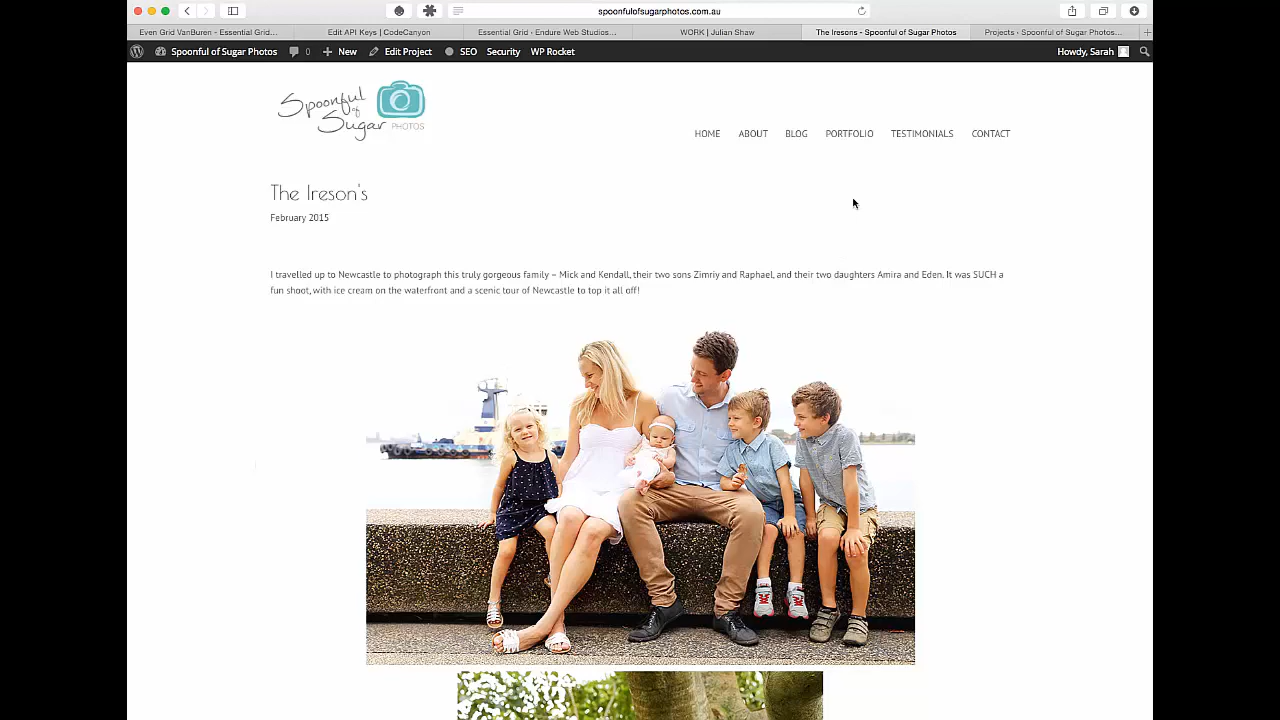 spoonfulofsugarphotos.com.au
Even Grid VanBuren - Essential Grid...
Edit API Keys | CodeCanyon
Essential Grid - Endure Web Studios...
WORK | Julian Shaw
The Iresons - Spoonful of Sugar Photos
Projects ‹ Spoonful of Sugar Photos...
Spoonful of Sugar Photos 0 + New Edit Project SEO Security WP Rocket Howdy, Sarah
Spoonful
of
Sugar PHOTOS
HOME ABOUT BLOG PORTFOLIO TESTIMONIALS CONTACT
The Ireson's
February 2015
I travelled up to Newcastle to photograph this truly gorgeous family – Mick and Kendall, their two sons Zimriy and Raphael, and their two daughters Amira and Eden. It was SUCH a
fun shoot, with ice cream on the waterfront and a scenic tour of Newcastle to top it all off!